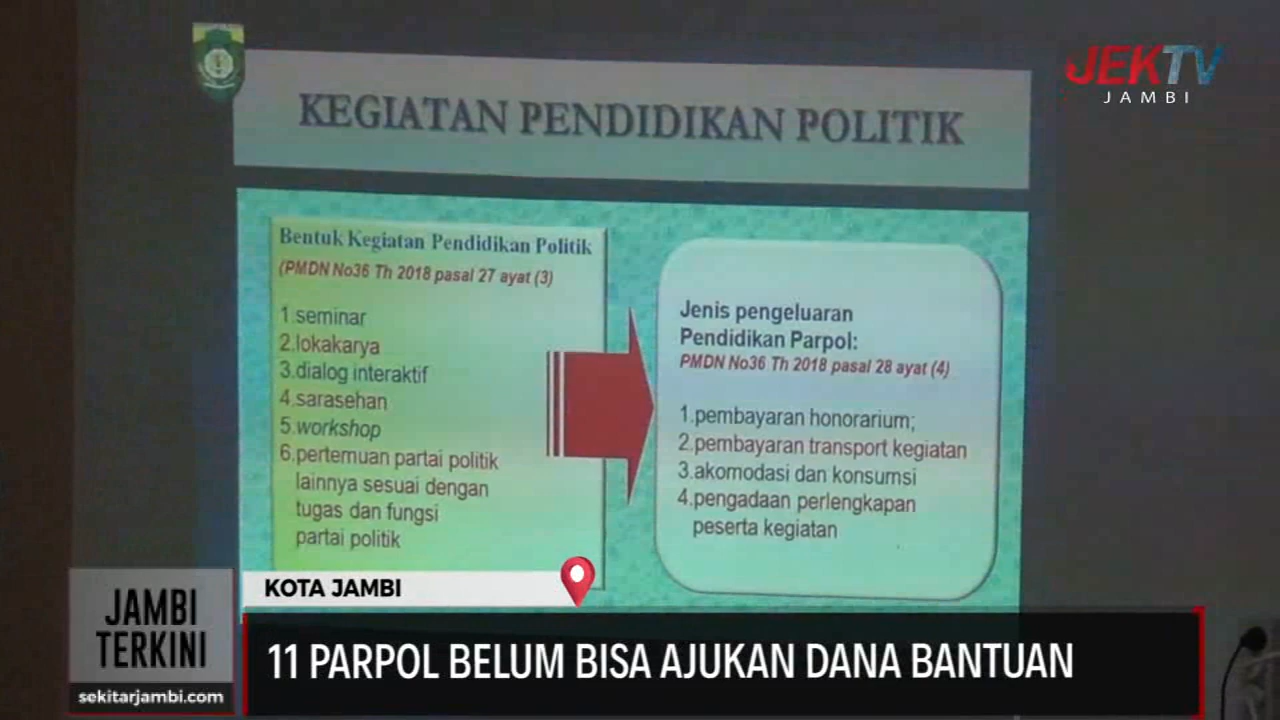 JEKTV
JAMBI
KEGIATAN PENDIDIKAN POLITIK
Bentuk Kegiatan Pendidikan Politik
(PMDN No36 Th 2018 pasal 27 ayat (3)
1.seminar
2.lokakarya
3.dialog interaktif
4.sarasehan
5.workshop
6.pertemuan partai politik
lainnya sesuai dengan
tugas dan fungsi
partai politik
Jenis pengeluaran
Pendidikan Parpol:
PMDN No36 Th 2018 pasal 28 ayat (4)
1.pembayaran honorarium;
2.pembayaran transport kegiatan
3.akomodasi dan konsumsi
4.pengadaan perlengkapan
peserta kegiatan
KOTA JAMBI
JAMBI
TERKINI
sekitarjambi.com
11 PARPOL BELUM BISA AJUKAN DANA BANTUAN